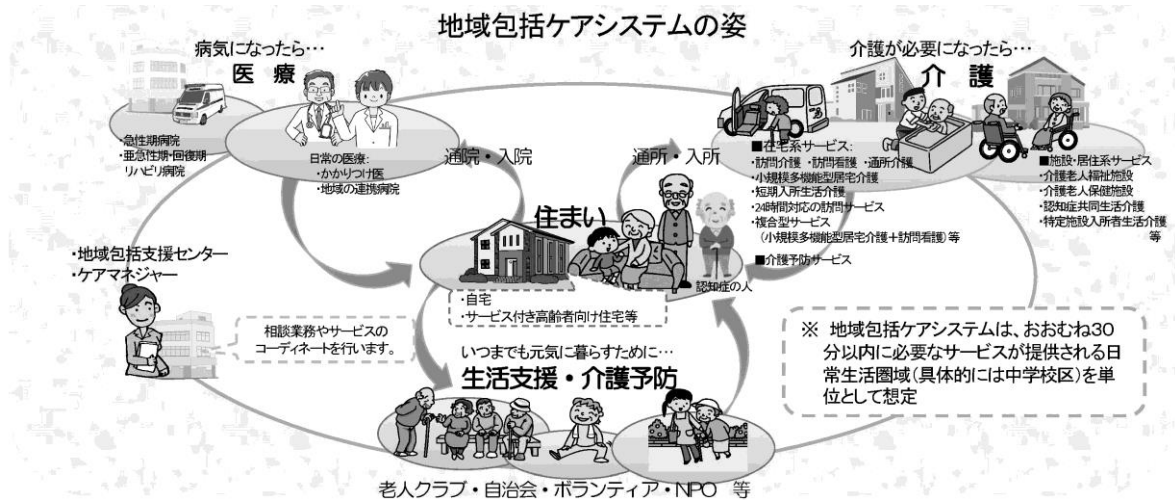 地域包括ケアシステムの姿
病気になったら…
医 療
・急性期病院
・亜急性期・回復期
リハビリ病院
日常の医療:
・かかりつけ医
・地域の連携病院
通院・入院
通所・入所
介護が必要になったら…
介 護
■在宅系サービス:
・訪問介護 ・訪問看護 ・通所介護
・小規模多機能型居宅介護
・短期入所生活介護
・24時間対応の訪問サービス
・複合型サービス
(小規模多機能型居宅介護+訪問看護)等
■介護予防サービス
■施設・居住系サービス
・介護老人福祉施設
・介護老人保健施設
・認知症共同生活介護
・特定施設入所者生活介護
等
住まい
認知症の人
・自宅
・サービス付き高齢者向け住宅等
・地域包括支援センター
・ケアマネジャー
相談業務やサービスの
コーディネートを行います。
いつまでも元気に暮らすために…
生活支援・介護予防
老人クラブ・自治会・ボランティア・NPO 等
※ 地域包括ケアシステムは、おおむね30
分以内に必要なサービスが提供される日
常生活圏域(具体的には中学校区)を単
位として想定